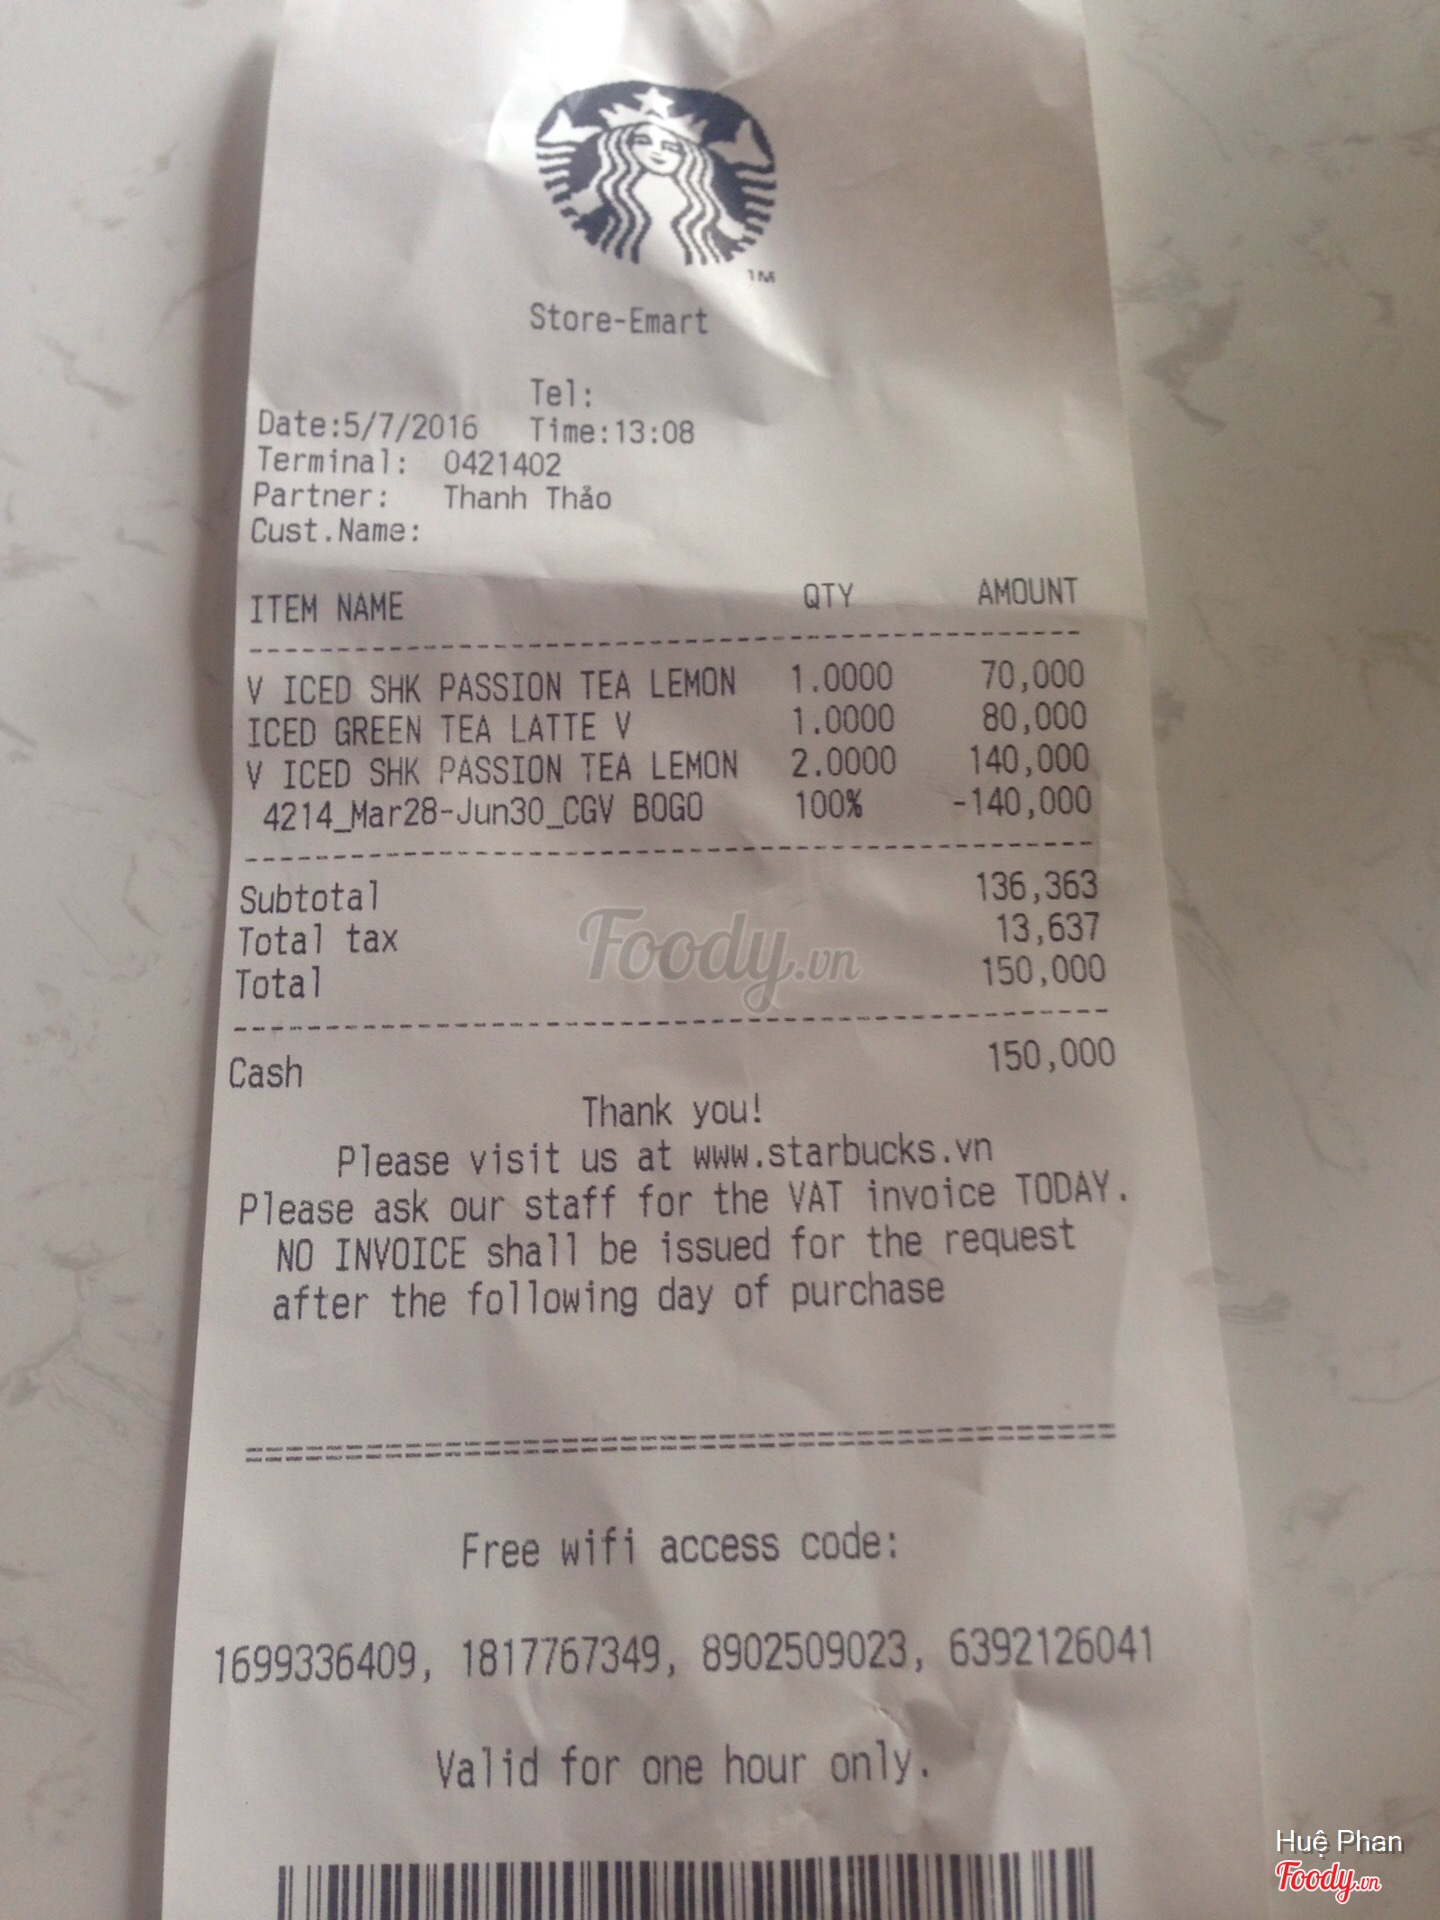 TM
Store-Emart
Tel:
Date:5/7/2016 Time:13:08
Terminal: 0421402
Partner: Thanh Thảo
Cust.Name:
ITEM NAME QTY AMOUNT
V ICED SHK PASSION TEA LEMON 1.0000 70,000
ICED GREEN TEA LATTE V 1.0000 80,000
V ICED SHK PASSION TEA LEMON 2.0000 140,000
4214_Mar28-Jun30_CGV BOGO 100% -140,000
Subtotal 136,363
Total tax 13,637
Total 150,000
Foody.vn
Cash 150,000
Thank you!
Please visit us at www.starbucks.vn
Please ask our staff for the VAT invoice TODAY.
NO INVOICE shall be issued for the request
after the following day of purchase
Free wifi access code:
1699336409, 1817767349, 8902509023, 6392126041
Valid for one hour only.
Huệ Phan
Foody.vn